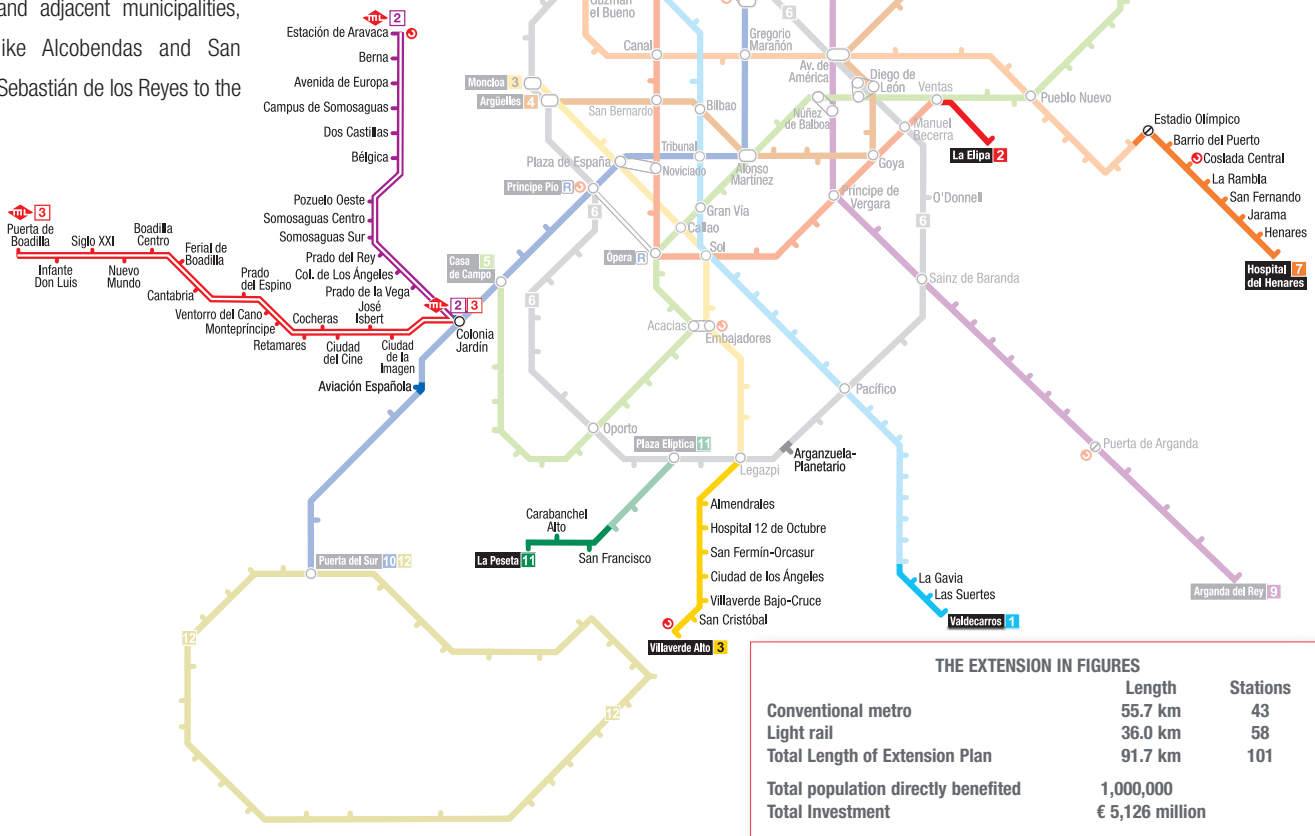 and adjacent municipalities,
like Alcobendas and San
Sebastián de los Reyes to the
mL 2
Estación de Aravaca
Berna
Avenida de Europa
Campus de Somosaguas
Dos Castillas
Bélgica
Pozuelo Oeste
Somosaguas Centro
Somosaguas Sur
Prado del Rey
Col. de Los Ángeles
Prado de la Vega
mL 3
Puerta de
Boadilla
Infante
Don Luis
Siglo XXI
Nuevo
Mundo
Boadilla
Centro
Cantabria
Ferial de
Boadilla
Ventorro del Cano
Prado
del Espino
Montepríncipe
Retamares
Cocheras
Ciudad
del Cine
José
Isbert
Ciudad
de la
Imagen
mL 2 3
Colonia
Jardín
Aviación Española
Guzmán
el Bueno
6
Canal
Gregorio
Marañón
Av. de
América
Diego de
León
Ventas
Pueblo Nuevo
Moncloa 3
Argüelles 4
San Bernardo
Bilbao
Núñez
de Balboa
Manuel
Becerra
La Elipa 2
Estadio Olímpico
Barrio del Puerto
Coslada Central
La Rambla
San Fernando
Jarama
Henares
Hospital
del Henares 7
Plaza de España
Tribunal
Noviciado
Alonso
Martínez
Goya
Príncipe Pío R
6
Gran Vía
Callao
Príncipe de
Vergara
O'Donnell
6
Casa
de Campo 5
Ópera R
Sol
Sainz de Baranda
6
Acacias
Embajadores
Pacífico
Oporto
Plaza Elíptica 11
Legazpi
Arganzuela-
Planetario
Puerta de Arganda
Carabanchel
Alto
La Peseta 11
San Francisco
Almendrales
Hospital 12 de Octubre
San Fermín-Orcasur
Ciudad de los Ángeles
Villaverde Bajo-Cruce
San Cristóbal
Villaverde Alto 3
La Gavia
Las Suertes
Valdecarros 1
Arganda del Rey 9
Puerta del Sur 10 12
12
12
THE EXTENSION IN FIGURES
Length Stations
Conventional metro 55.7 km 43
Light rail 36.0 km 58
Total Length of Extension Plan 91.7 km 101
Total population directly benefited 1,000,000
Total Investment € 5,126 million